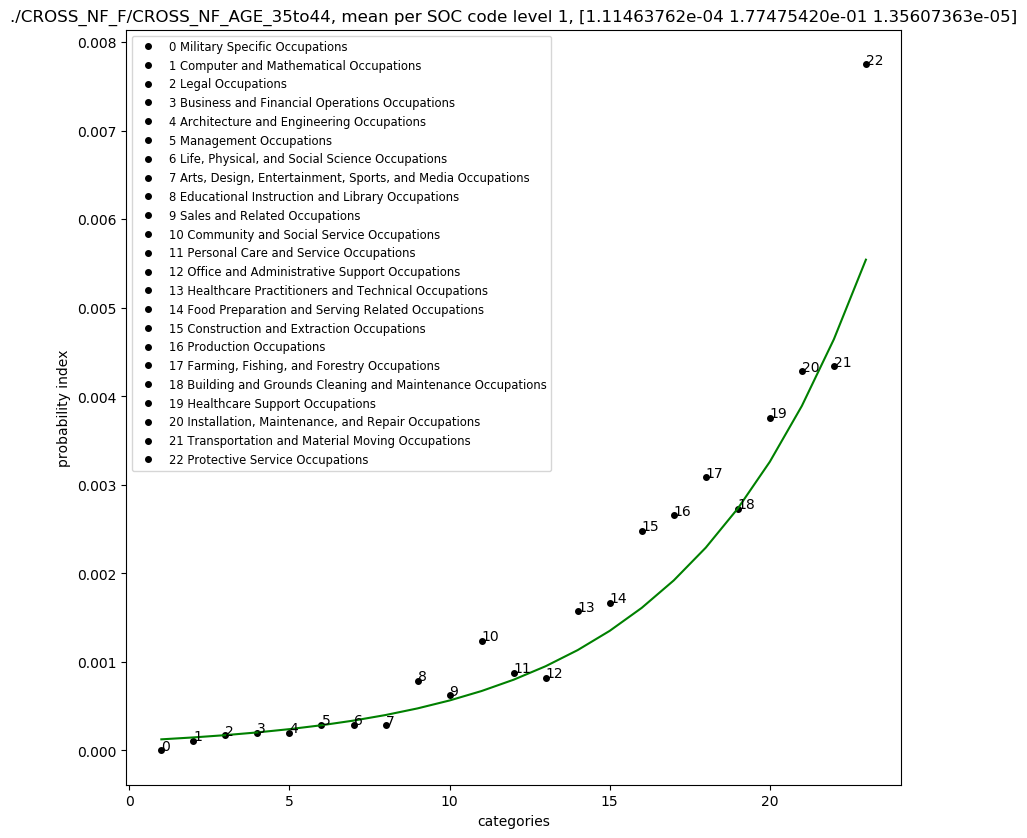 ./CROSS_NF_F/CROSS_NF_AGE_35to44, mean per SOC code level 1, [1.11463762e-04 1.77475420e-01 1.35607363e-05]
0 Military Specific Occupations
1 Computer and Mathematical Occupations
2 Legal Occupations
3 Business and Financial Operations Occupations
4 Architecture and Engineering Occupations
5 Management Occupations
6 Life, Physical, and Social Science Occupations
7 Arts, Design, Entertainment, Sports, and Media Occupations
8 Educational Instruction and Library Occupations
9 Sales and Related Occupations
10 Community and Social Service Occupations
11 Personal Care and Service Occupations
12 Office and Administrative Support Occupations
13 Healthcare Practitioners and Technical Occupations
14 Food Preparation and Serving Related Occupations
15 Construction and Extraction Occupations
16 Production Occupations
17 Farming, Fishing, and Forestry Occupations
18 Building and Grounds Cleaning and Maintenance Occupations
19 Healthcare Support Occupations
20 Installation, Maintenance, and Repair Occupations
21 Transportation and Material Moving Occupations
22 Protective Service Occupations
0.008
0.007
0.006
0.005
0.004
0.003
0.002
0.001
0.000
probability index
0
1
2
3
4
5
6
7
8
9
10
11
12
13
14
15
16
17
18
19
20
21
22
0
5
10
15
20
categories